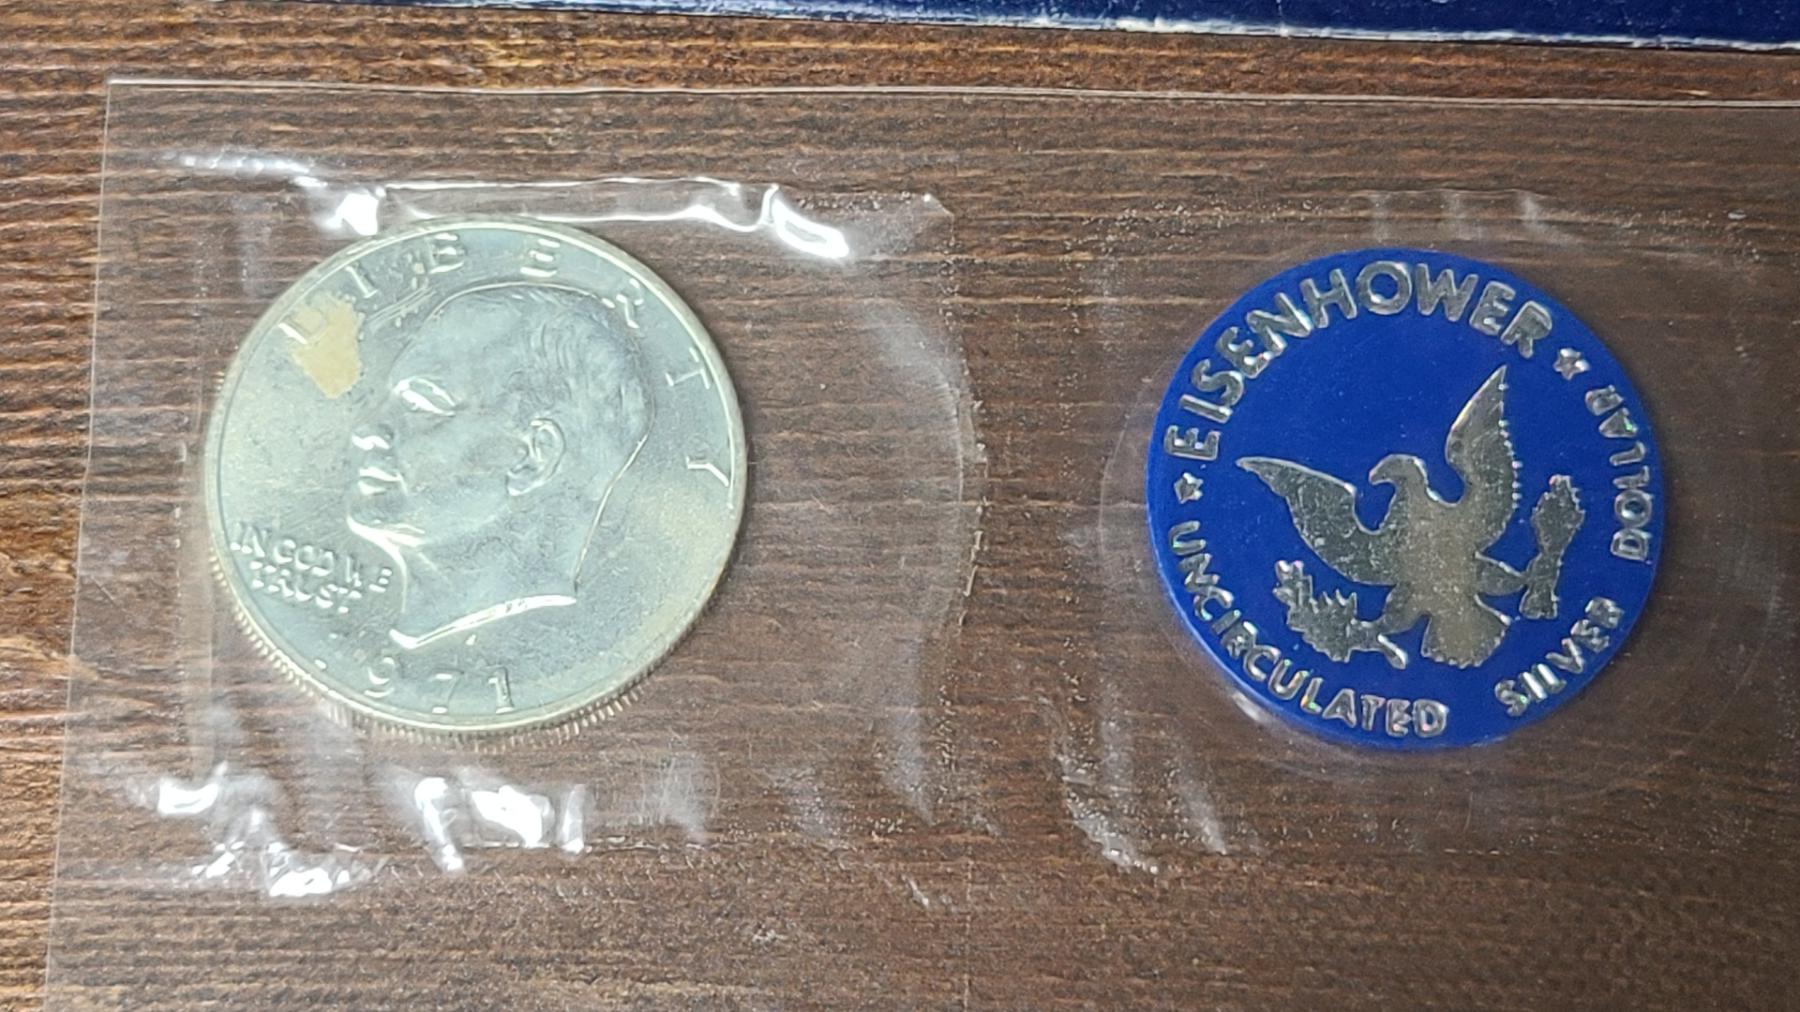 LIBERTY
IN GOD WE
TRUST
1971
★ EISENHOWER ★
UNCIRCULATED SILVER DOLLAR